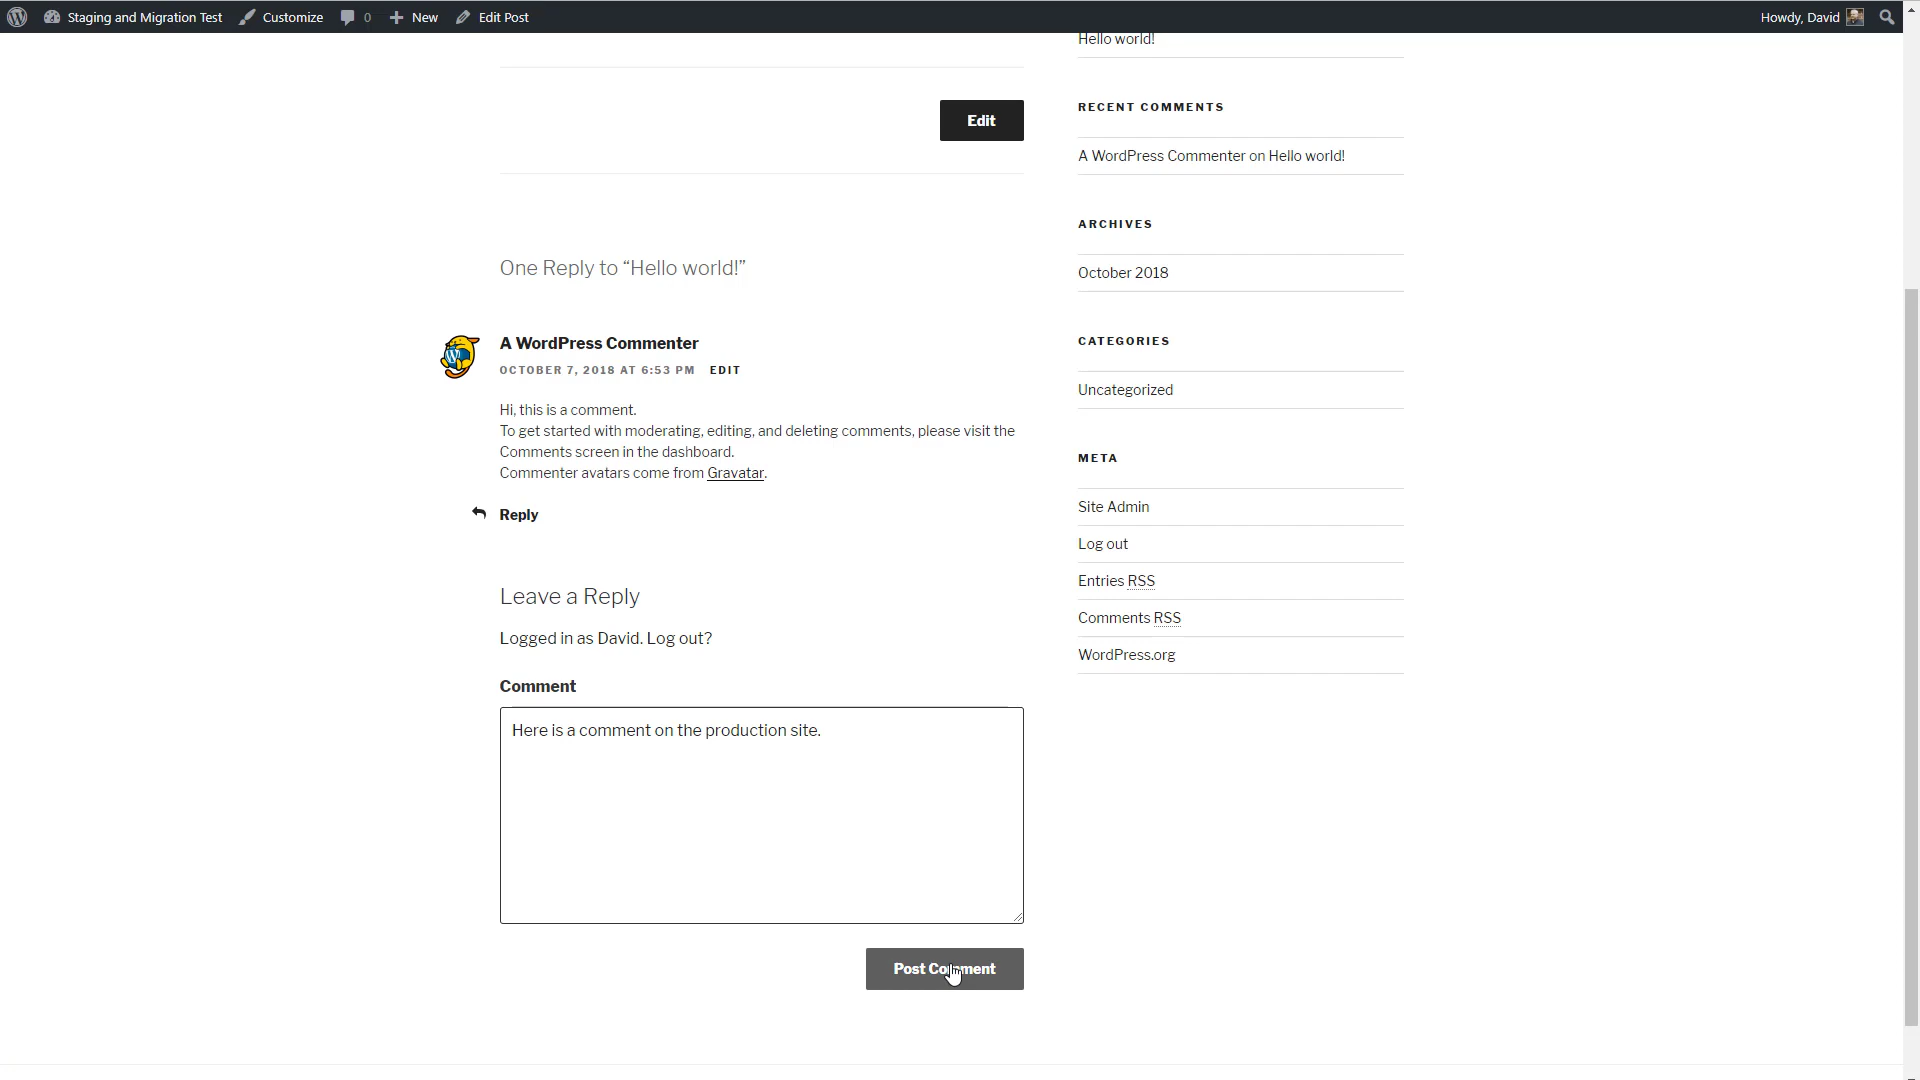 Staging and Migration Test Customize 0 New Edit Post Howdy, David
Edit
One Reply to “Hello world!”
A WordPress Commenter
OCTOBER 7, 2018 AT 6:53 PM EDIT
Hi, this is a comment.
To get started with moderating, editing, and deleting comments, please visit the
Comments screen in the dashboard.
Commenter avatars come from Gravatar.
Reply
Leave a Reply
Logged in as David. Log out?
Comment
Here is a comment on the production site.
Post Comment
Hello world!
RECENT COMMENTS
A WordPress Commenter on Hello world!
ARCHIVES
October 2018
CATEGORIES
Uncategorized
META
Site Admin
Log out
Entries RSS
Comments RSS
WordPress.org